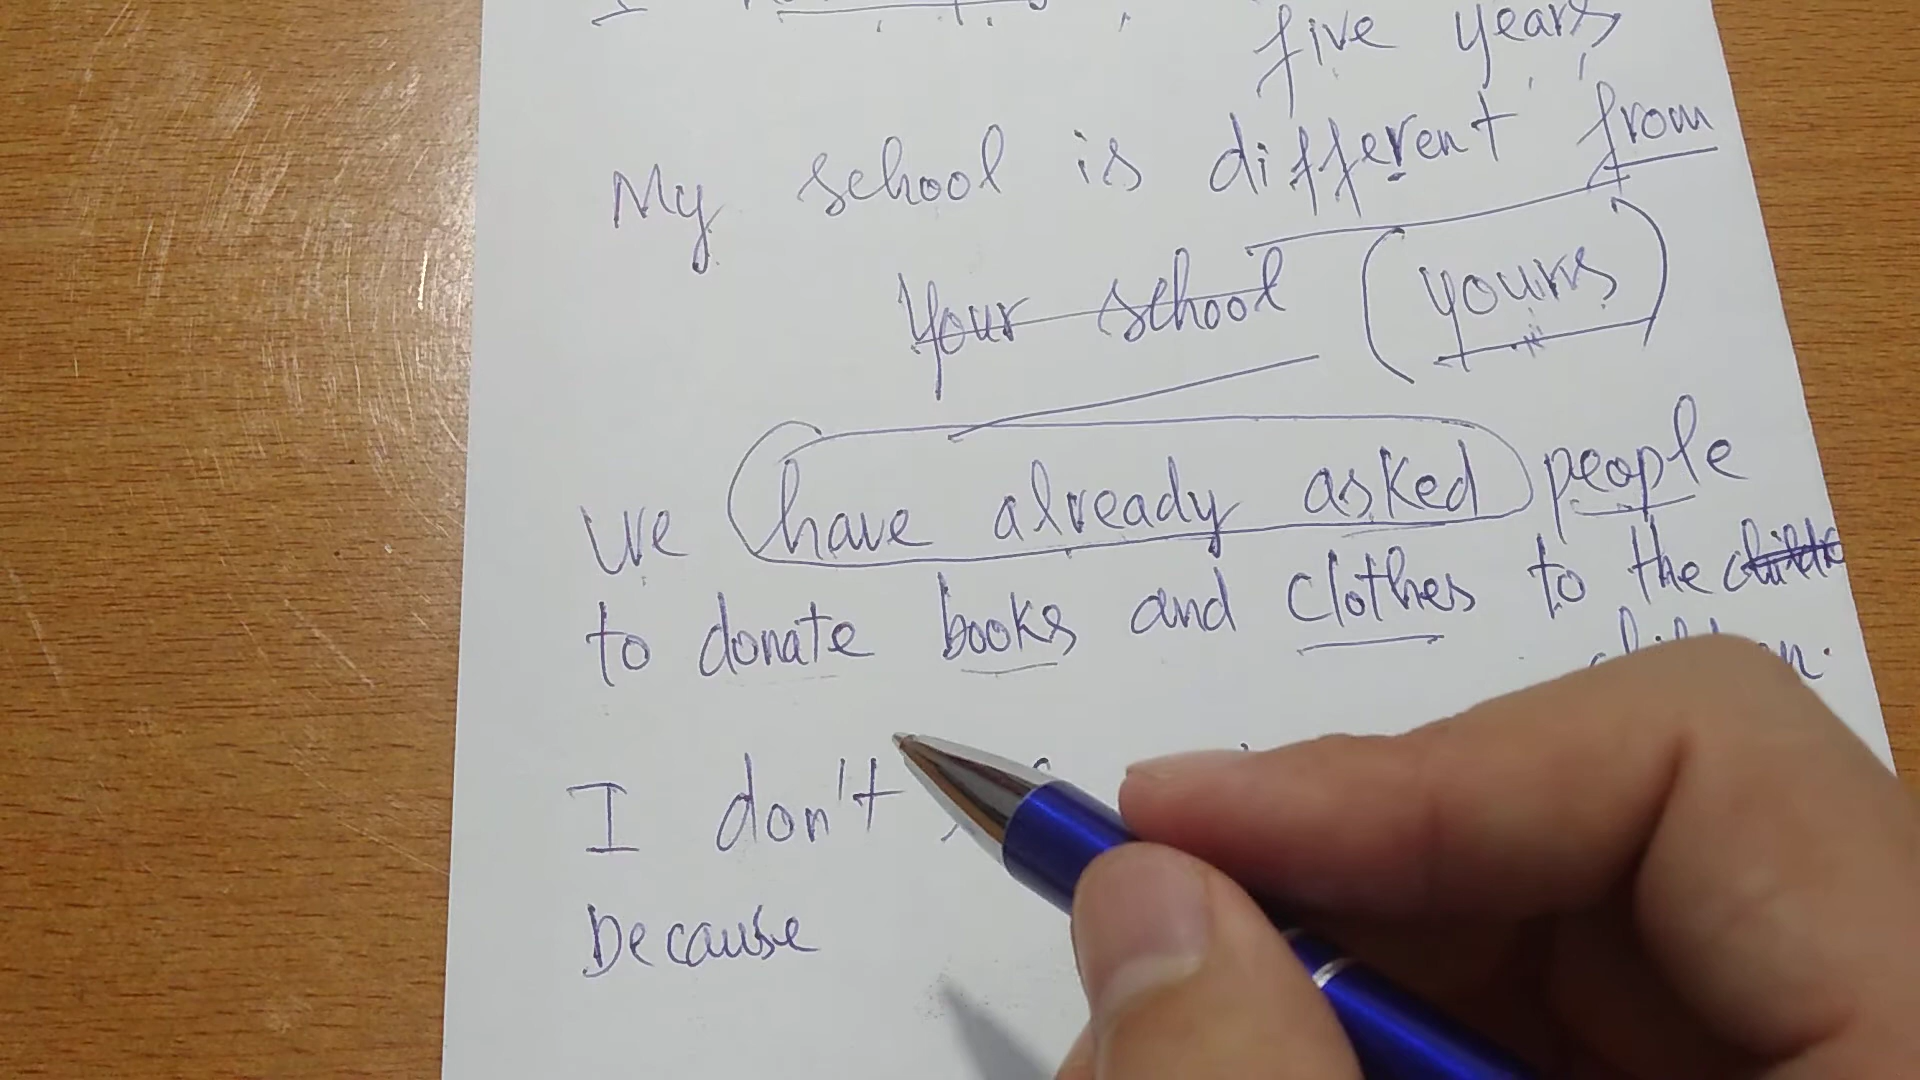 I
five years
My school is different from
Your school (yours)
We have already asked people
to donate books and clothes to the
I don't
Because